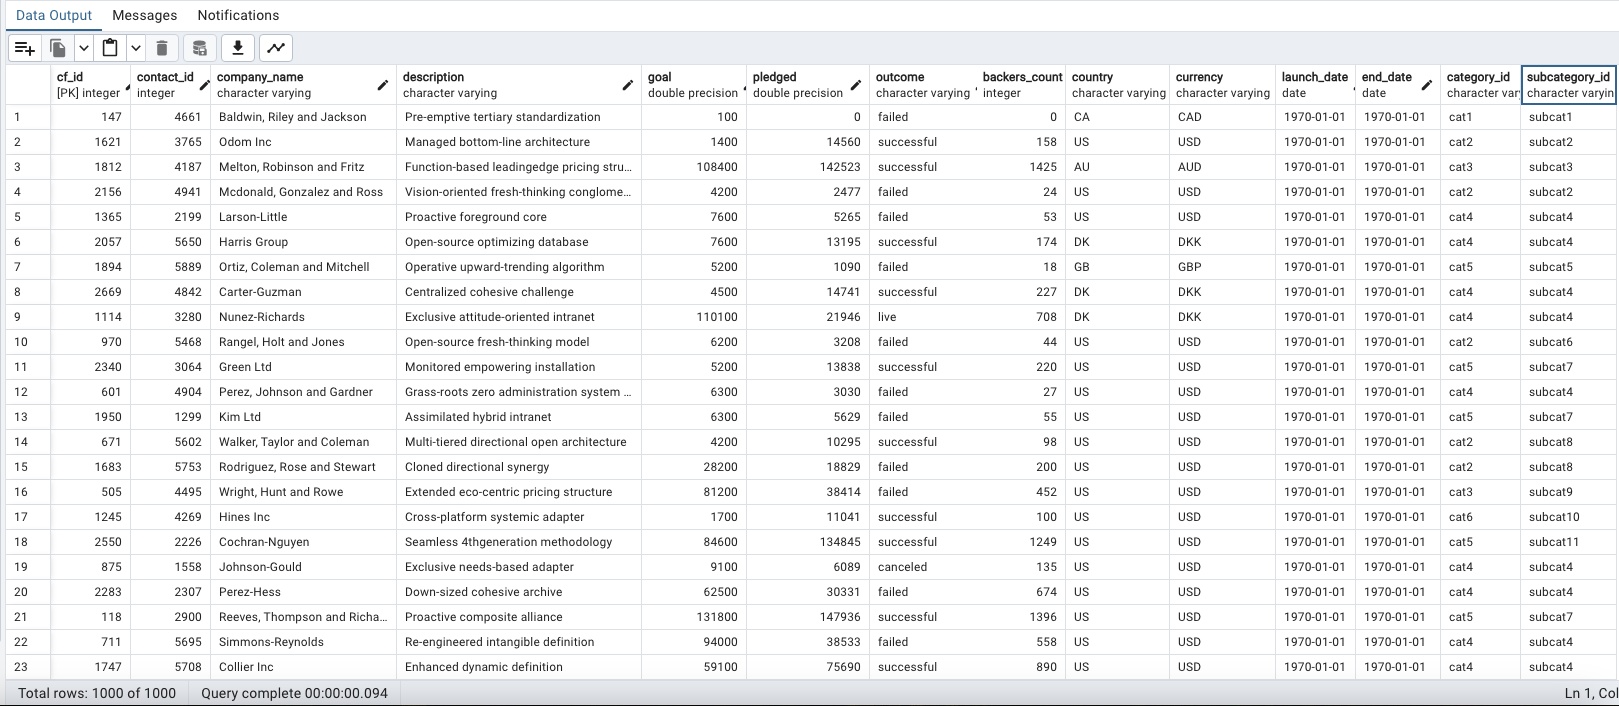 Data Output Messages Notifications
cf_id contact_id company_name description goal pledged outcome backers_count country currency launch_date end_date category_id subcategory_id
[PK] integer integer character varying character varying double precision double precision character varying integer character varying character varying date date character var character varyin
1 147 4661 Baldwin, Riley and Jackson Pre-emptive tertiary standardization 100 0 failed 0 CA CAD 1970-01-01 1970-01-01 cat1 subcat1
2 1621 3765 Odom Inc Managed bottom-line architecture 1400 14560 successful 158 US USD 1970-01-01 1970-01-01 cat2 subcat2
3 1812 4187 Melton, Robinson and Fritz Function-based leadingedge pricing stru... 108400 142523 successful 1425 AU AUD 1970-01-01 1970-01-01 cat3 subcat3
4 2156 4941 Mcdonald, Gonzalez and Ross Vision-oriented fresh-thinking conglome... 4200 2477 failed 24 US USD 1970-01-01 1970-01-01 cat2 subcat2
5 1365 2199 Larson-Little Proactive foreground core 7600 5265 failed 53 US USD 1970-01-01 1970-01-01 cat4 subcat4
6 2057 5650 Harris Group Open-source optimizing database 7600 13195 successful 174 DK DKK 1970-01-01 1970-01-01 cat4 subcat4
7 1894 5889 Ortiz, Coleman and Mitchell Operative upward-trending algorithm 5200 1090 failed 18 GB GBP 1970-01-01 1970-01-01 cat5 subcat5
8 2669 4842 Carter-Guzman Centralized cohesive challenge 4500 14741 successful 227 DK DKK 1970-01-01 1970-01-01 cat4 subcat4
9 1114 3280 Nunez-Richards Exclusive attitude-oriented intranet 110100 21946 live 708 DK DKK 1970-01-01 1970-01-01 cat4 subcat4
10 970 5468 Rangel, Holt and Jones Open-source fresh-thinking model 6200 3208 failed 44 US USD 1970-01-01 1970-01-01 cat2 subcat6
11 2340 3064 Green Ltd Monitored empowering installation 5200 13838 successful 220 US USD 1970-01-01 1970-01-01 cat5 subcat7
12 601 4904 Perez, Johnson and Gardner Grass-roots zero administration system ... 6300 3030 failed 27 US USD 1970-01-01 1970-01-01 cat4 subcat4
13 1950 1299 Kim Ltd Assimilated hybrid intranet 6300 5629 failed 55 US USD 1970-01-01 1970-01-01 cat5 subcat7
14 671 5602 Walker, Taylor and Coleman Multi-tiered directional open architecture 4200 10295 successful 98 US USD 1970-01-01 1970-01-01 cat2 subcat8
15 1683 5753 Rodriguez, Rose and Stewart Cloned directional synergy 28200 18829 failed 200 US USD 1970-01-01 1970-01-01 cat2 subcat8
16 505 4495 Wright, Hunt and Rowe Extended eco-centric pricing structure 81200 38414 failed 452 US USD 1970-01-01 1970-01-01 cat3 subcat9
17 1245 4269 Hines Inc Cross-platform systemic adapter 1700 11041 successful 100 US USD 1970-01-01 1970-01-01 cat6 subcat10
18 2550 2226 Cochran-Nguyen Seamless 4thgeneration methodology 84600 134845 successful 1249 US USD 1970-01-01 1970-01-01 cat5 subcat11
19 875 1558 Johnson-Gould Exclusive needs-based adapter 9100 6089 canceled 135 US USD 1970-01-01 1970-01-01 cat4 subcat4
20 2283 2307 Perez-Hess Down-sized cohesive archive 62500 30331 failed 674 US USD 1970-01-01 1970-01-01 cat4 subcat4
21 118 2900 Reeves, Thompson and Richa... Proactive composite alliance 131800 147936 successful 1396 US USD 1970-01-01 1970-01-01 cat5 subcat7
22 711 5695 Simmons-Reynolds Re-engineered intangible definition 94000 38533 failed 558 US USD 1970-01-01 1970-01-01 cat4 subcat4
23 1747 5708 Collier Inc Enhanced dynamic definition 59100 75690 successful 890 US USD 1970-01-01 1970-01-01 cat4 subcat4
Total rows: 1000 of 1000 Query complete 00:00:00.094 Ln 1, Col